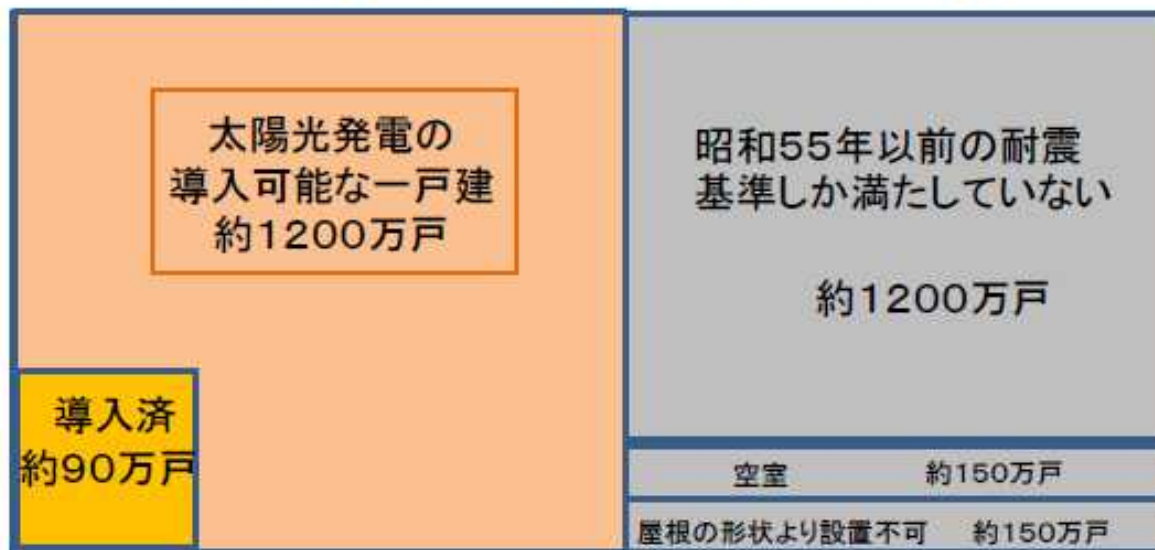 太陽光発電の
導入可能な一戸建
約1200万戸
導入済
約90万戸
昭和55年以前の耐震
基準しか満たしていない
約1200万戸
空室 約150万戸
屋根の形状より設置不可 約150万戸